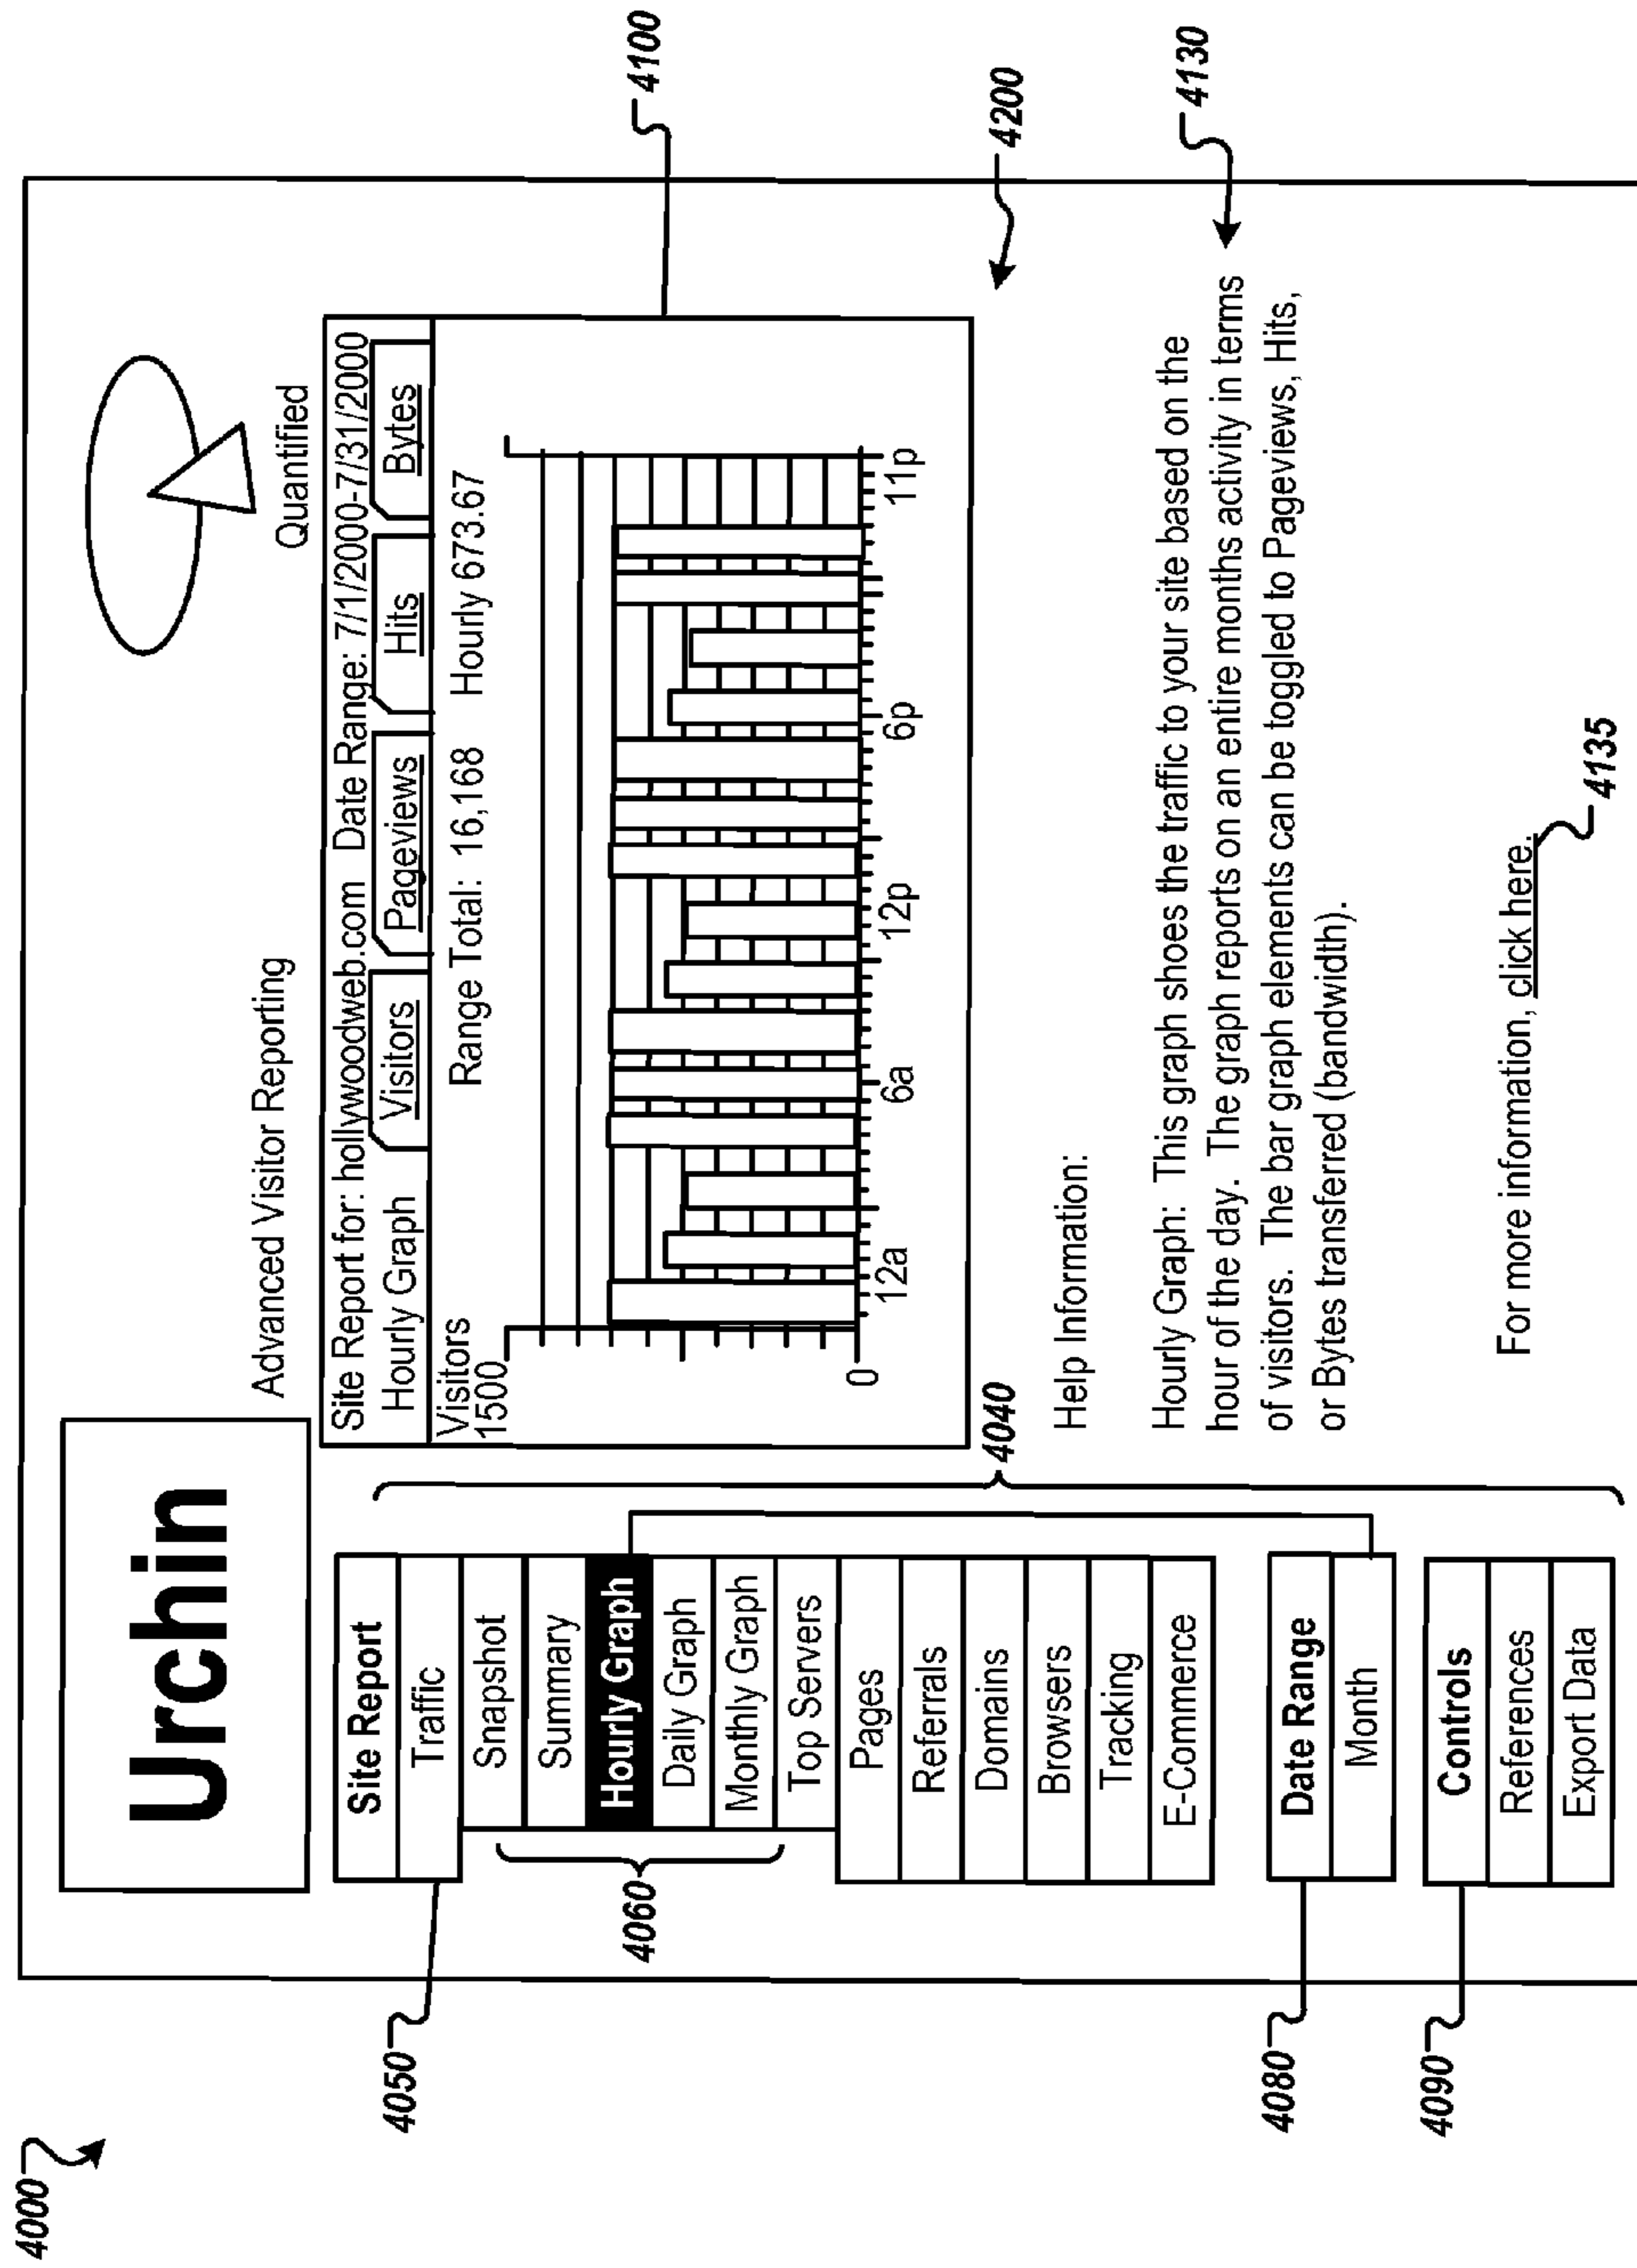 4000
Urchin
Advanced Visitor Reporting
Quantified
Site Report for: hollywoodweb.com Date Range: 7/1/2000-7/31/2000
Hourly Graph
Visitors
Pageviews
Hits
Bytes
Visitors
Range Total: 16,168 Hourly 673.67
1500
0
12a
6a
12p
6p
11p
4100
4200
Site Report
Traffic
Snapshot
Summary
Hourly Graph
Daily Graph
Monthly Graph
Top Servers
Pages
Referrals
Domains
Browsers
Tracking
E-Commerce
4050
4060
4040
Date Range
Month
4080
Controls
References
Export Data
4090
Help Information:
Hourly Graph: This graph shoes the traffic to your site based on the
hour of the day. The graph reports on an entire months activity in terms
of visitors. The bar graph elements can be toggled to Pageviews, Hits,
or Bytes transferred (bandwidth).
4130
For more information, click here.
4135